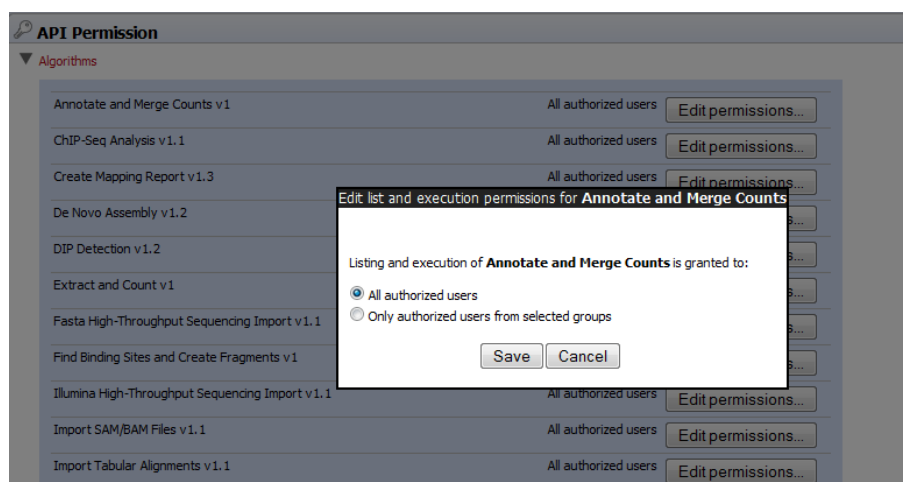 API Permission
Algorithms
Annotate and Merge Counts v1 All authorized users Edit permissions...
ChIP-Seq Analysis v1.1 All authorized users Edit permissions...
Create Mapping Report v1.3 All authorized users Edit permissions...
Edit list and execution permissions for Annotate and Merge Counts
De Novo Assembly v1.2
DIP Detection v1.2
Listing and execution of Annotate and Merge Counts is granted to:
Extract and Count v1
All authorized users
Fasta High-Throughput Sequencing Import v1.1
Only authorized users from selected groups
Find Binding Sites and Create Fragments v1
Save Cancel
Illumina High-Throughput Sequencing Import v1.1 All authorized users Edit permissions...
Import SAM/BAM Files v1.1 All authorized users Edit permissions...
Import Tabular Alignments v1.1 All authorized users Edit permissions...